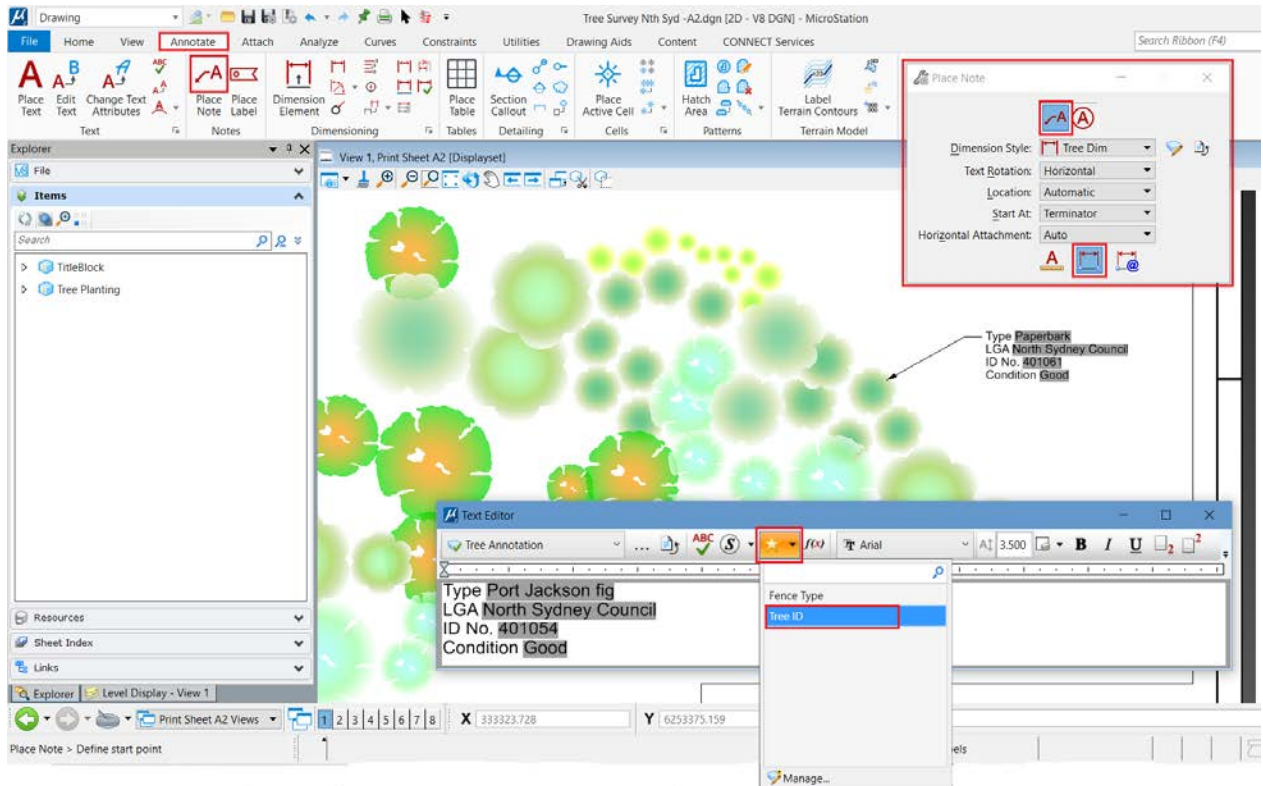 Drawing
Tree Survey Nth Syd -A2.dgn [2D - V8 DGN] - MicroStation
File Home View Annotate Attach Analyze Curves Constraints Utilities Drawing Aids Content CONNECT Services
Search Ribbon (F4)
Place Text
Edit Text
Change Text Attributes
Place Note
Place Label
Dimension Element
Place Table
Section Callout
Place Active Cell
Hatch Area
Label Terrain Contours
Text Notes Dimensioning Tables Detailing Cells Patterns Terrain Model
Place Note
Dimension Style: Tree Dim
Text Rotation: Horizontal
Location: Automatic
Start At: Terminator
Horizontal Attachment: Auto
Explorer
File
Items
Search
TitleBlock
Tree Planting
Resources
Sheet Index
Links
Explorer Level Display - View 1
View 1, Print Sheet A2 [Displayset]
Type Paperbark
LGA North Sydney Council
ID No. 401061
Condition Good
Text Editor
Tree Annotation ... ABC S f(x) Arial 3.500 B I U
Type Port Jackson fig
LGA North Sydney Council
ID No. 401054
Condition Good
Fence Type
Tree ID
Manage...
Print Sheet A2 Views 1 2 3 4 5 6 7 8 X 333323.728 Y 6253375.159
Place Note > Define start point
els